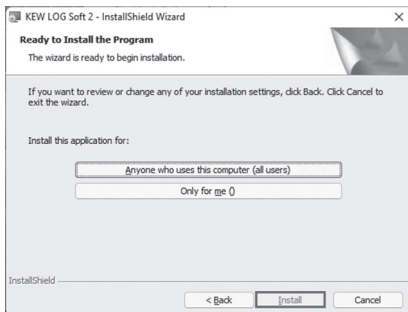 KEW LOG Soft 2 - InstallShield Wizard
Ready to Install the Program
The wizard is ready to begin installation.
If you want to review or change any of your installation settings, click Back. Click Cancel to
exit the wizard.
Install this application for:
Anyone who uses this computer (all users)
Only for me ()
InstallShield
< Back
Install
Cancel